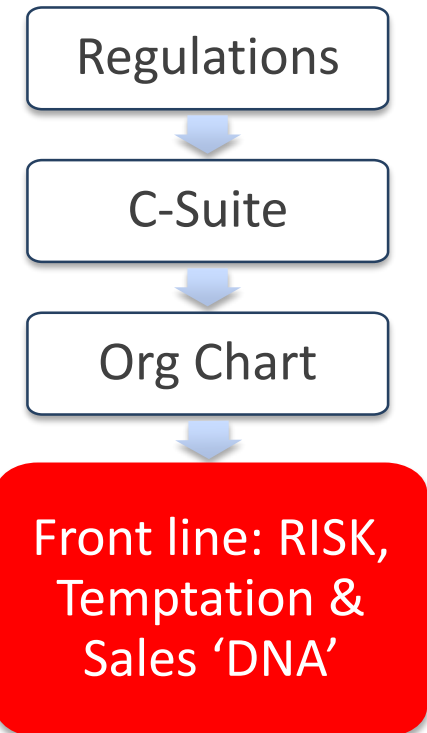 Regulations
C-Suite
Org Chart
Front line: RISK,
Temptation &
Sales ‘DNA’